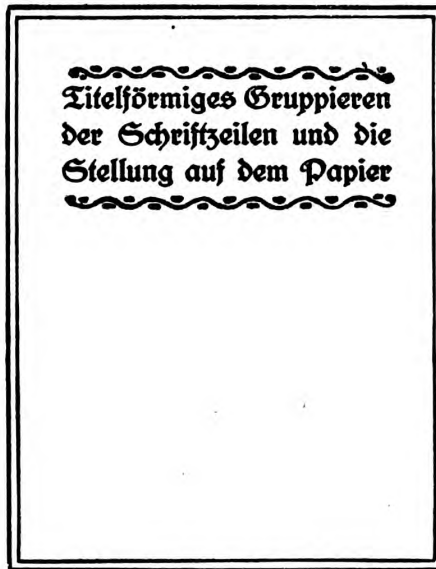 Titelförmiges Gruppieren
der Schriftzeilen und die
Stellung auf dem Papier